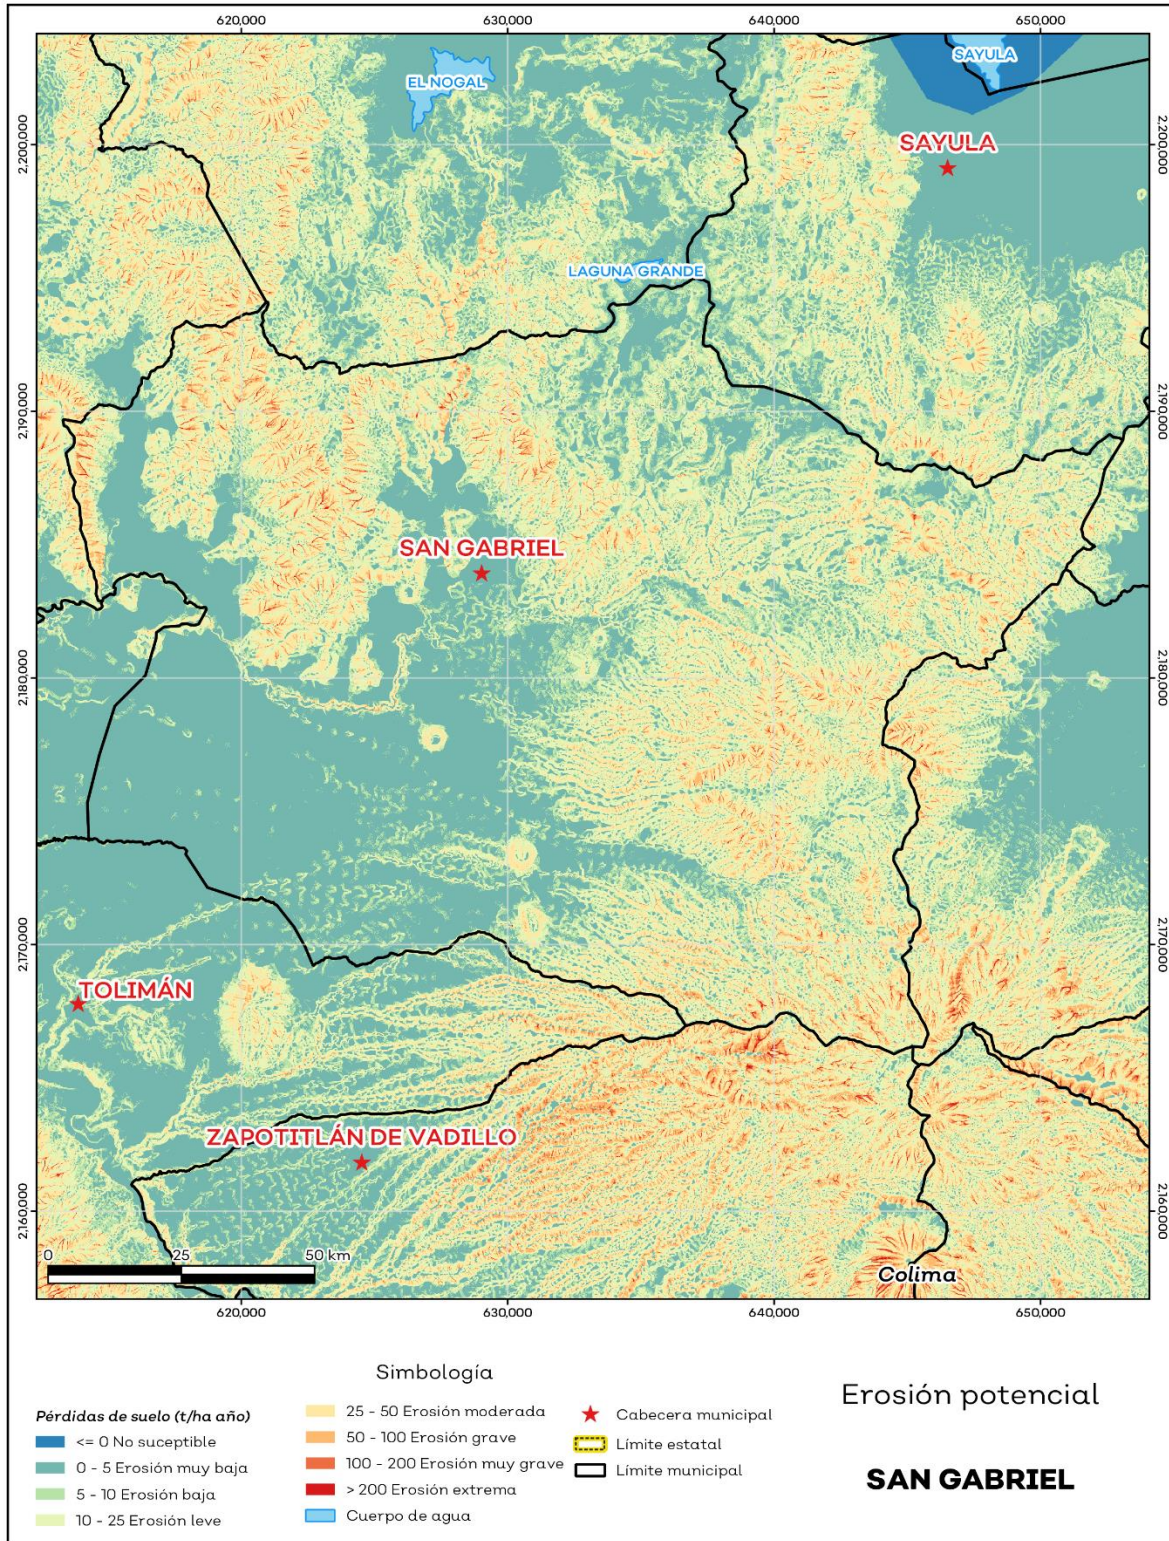 620,000 630,000 640,000 650,000
EL NOGAL
SAYULA
2,200,000
SAYULA
2,200,000
LAGUNA GRANDE
2,190,000
2,190,000
SAN GABRIEL
2,180,000
2,180,000
2,170,000
2,170,000
TOLIMÁN
ZAPOTITLÁN DE VADILLO
2,160,000
2,160,000
0 25 50 km
Colima
620,000 630,000 640,000 650,000
Simbología
Pérdidas de suelo (t/ha año)
<= 0 No suceptible
0 - 5 Erosión muy baja
5 - 10 Erosión baja
10 - 25 Erosión leve
25 - 50 Erosión moderada
50 - 100 Erosión grave
100 - 200 Erosión muy grave
> 200 Erosión extrema
Cuerpo de agua
Cabecera municipal
Límite estatal
Límite municipal
Erosión potencial
SAN GABRIEL